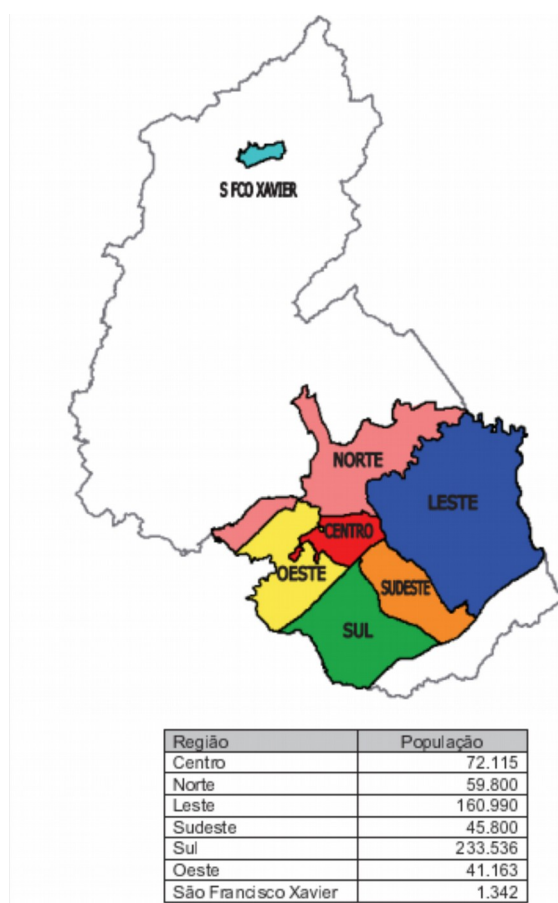 S FCO XAVIER
NORTE
LESTE
CENTRO
OESTE
SUDESTE
SUL
Região População
Centro 72.115
Norte 59.800
Leste 160.990
Sudeste 45.800
Sul 233.536
Oeste 41.163
São Francisco Xavier 1.342